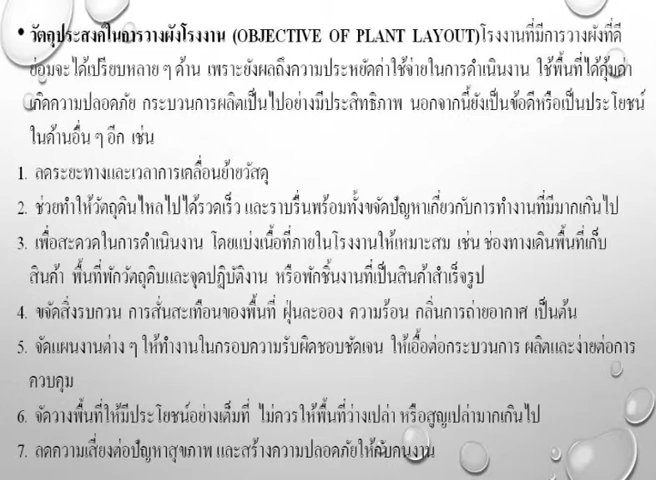 • วัตถุประสงค์ในการวางผังโรงงาน (OBJECTIVE OF PLANT LAYOUT)โรงงานที่มีการวางผังที่ดี
ย่อมจะได้เปรียบหลาย ๆ ด้าน เพราะยังผลถึงความประหยัดค่าใช้จ่ายในการดำเนินงาน ใช้พื้นที่ได้คุ้มค่า
เกิดความปลอดภัย กระบวนการผลิตเป็นไปอย่างมีประสิทธิภาพ นอกจากนี้ยังเป็นข้อดีหรือเป็นประโยชน์
ในด้านอื่น ๆ อีก เช่น
1. ลดระยะทางและเวลาการเคลื่อนย้ายวัสดุ
2. ช่วยทำให้วัตถุดิบไหลไปได้รวดเร็ว และราบรื่นพร้อมทั้งขจัดปัญหาเกี่ยวกับการทำงานที่มีมากเกินไป
3. เพื่อสะดวกในการดำเนินงาน โดยแบ่งเนื้อที่ภายในโรงงานให้เหมาะสม เช่น ช่องทางเดินพื้นที่เก็บ
สินค้า พื้นที่พักวัตถุดิบและจุดปฏิบัติงาน หรือพักชิ้นงานที่เป็นสินค้าสำเร็จรูป
4. ขจัดสิ่งรบกวน การสั่นสะเทือนของพื้นที่ ฝุ่นละออง ความร้อน กลิ่นการถ่ายอากาศ เป็นต้น
5. จัดแผนงานต่าง ๆ ให้ทำงานในกรอบความรับผิดชอบชัดเจน ให้เอื้อต่อกระบวนการ ผลิตและง่ายต่อการ
ควบคุม
6. จัดวางพื้นที่ให้มีประโยชน์อย่างเต็มที่ ไม่ควรให้พื้นที่ว่างเปล่า หรือสูญเปล่ามากเกินไป
7. ลดความเสี่ยงต่อปัญหาสุขภาพ และสร้างความปลอดภัยให้กับคนงาน